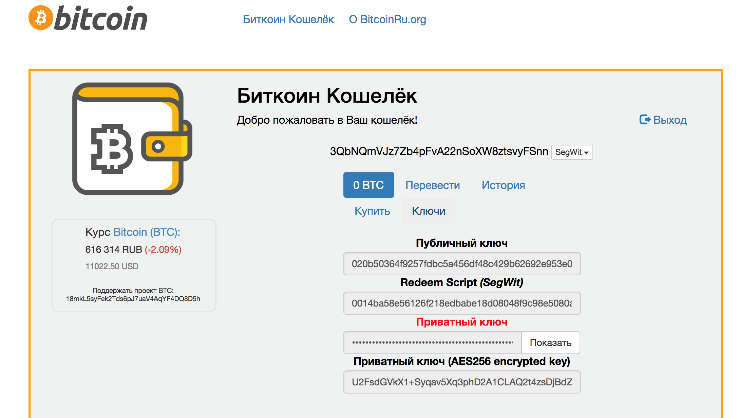 bitcoin
Биткоин Кошелёк О BitcoinRu.org
Биткоин Кошелёк
Добро пожаловать в Ваш кошелёк!
Выход
3QbNQmVJz7Zb4pFvA22nSoXW8ztsvyFSnn SegWit
0 BTC Перевести История
Купить Ключи
Публичный ключ
020b50364f9257fdbc5a456df48c429b62692e953e0
Redeem Script (SegWit)
0014ba58e56126f218edbabe18d08048f9c98e5080a
Приватный ключ
Показать
Приватный ключ (AES256 encrypted key)
U2FsdGVkX1+Syqav5Xq3phD2A1CLAQ2t4zsDjBdZ
Курс Bitcoin (BTC):
616 314 RUB (-2.09%)
11022.50 USD
Поддержать проект BTC:
18mkL5syFek2Tds6pJ7uaV4AqYF4DQ8D5h